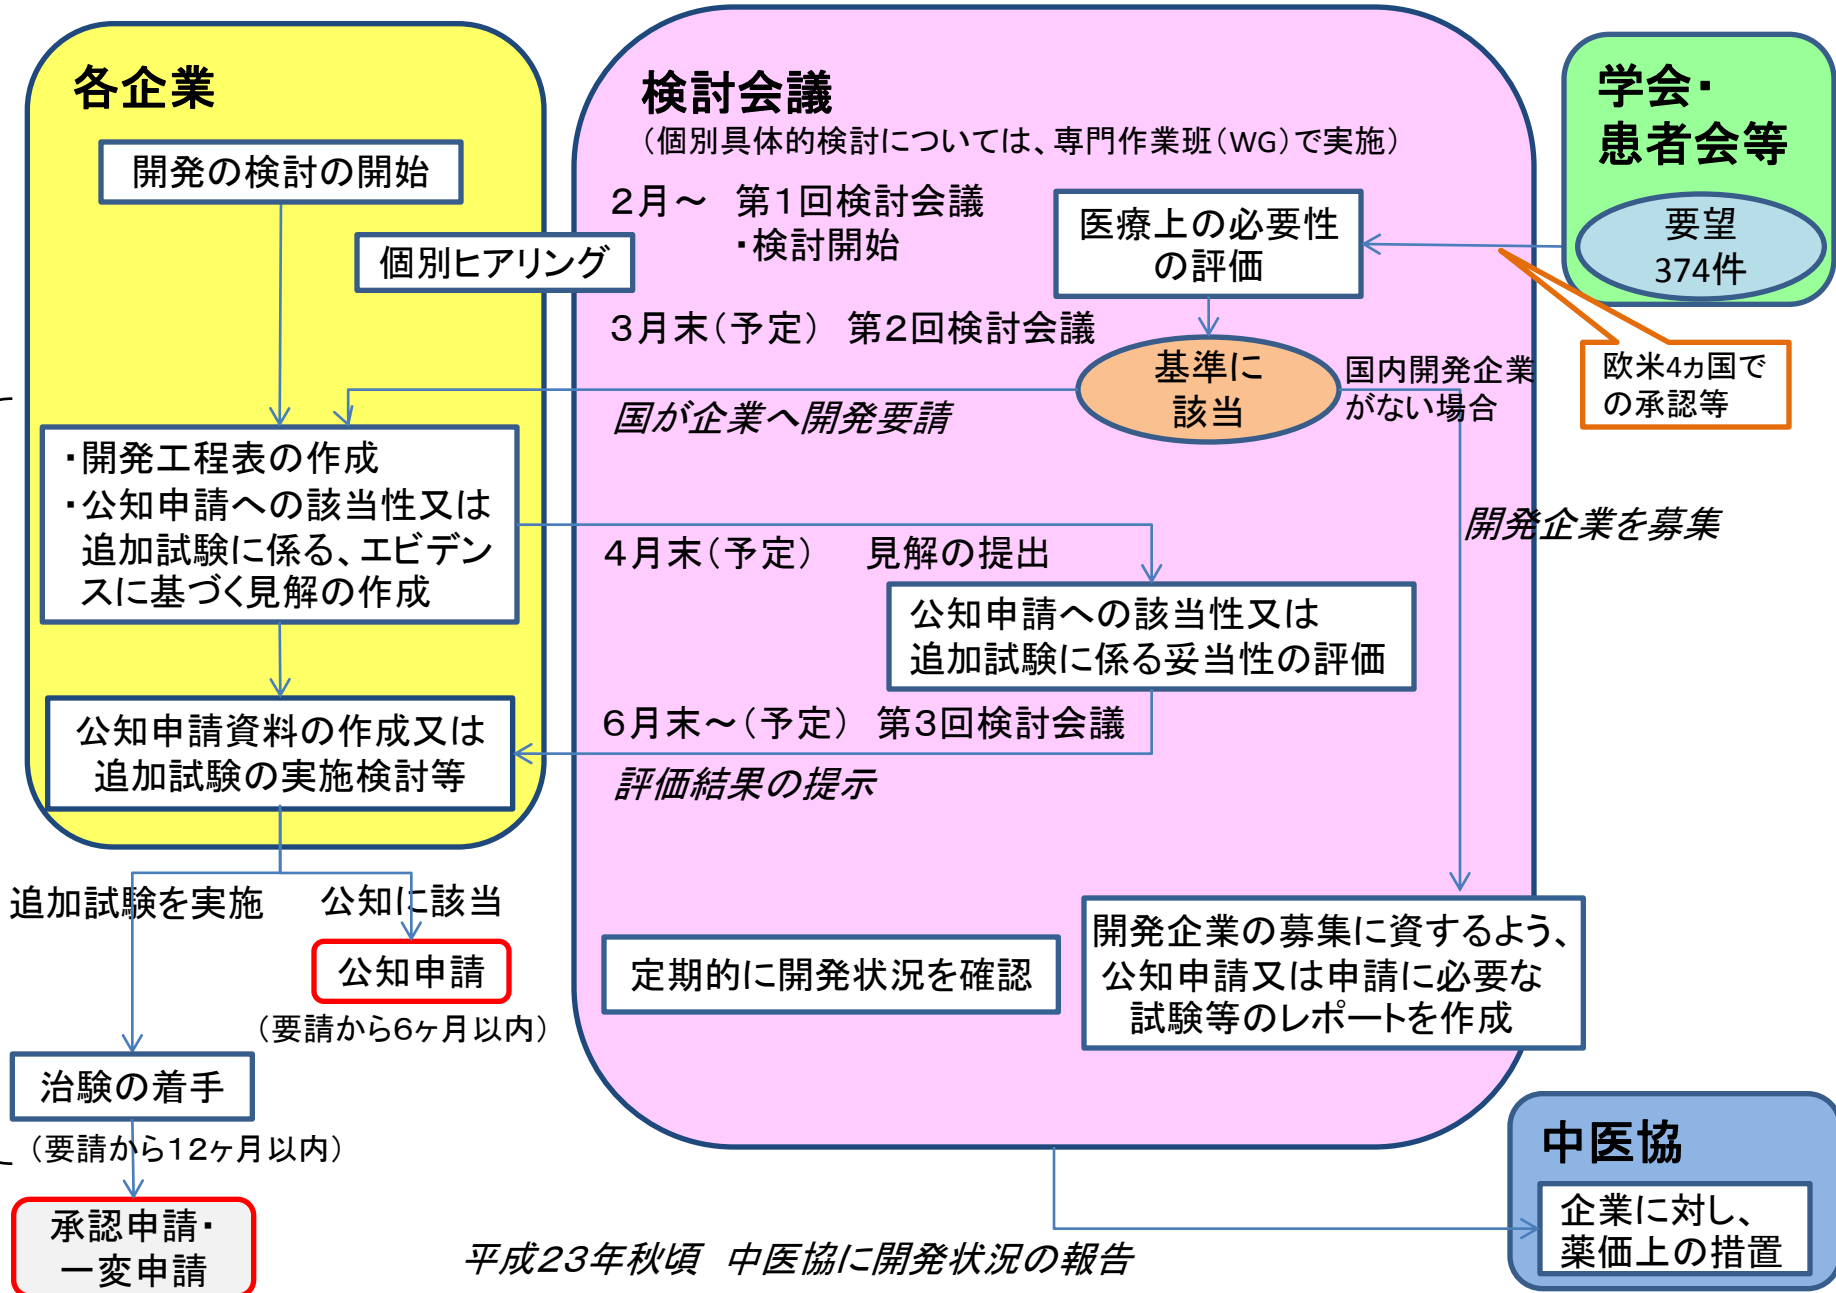 各企業
開発の検討の開始
個別ヒアリング
・開発工程表の作成
・公知申請への該当性又は
追加試験に係る、エビデン
スに基づく見解の作成
公知申請資料の作成又は
追加試験の実施検討等
追加試験を実施
公知に該当
公知申請
（要請から6ヶ月以内）
治験の着手
（要請から12ヶ月以内）
承認申請・
一変申請
検討会議
（個別具体的検討については、専門作業班（WG）で実施）
2月～　第1回検討会議
・検討開始
医療上の必要性
の評価
3月末（予定）　第2回検討会議
基準に
該当
国内開発企業
がない場合
国が企業へ開発要請
開発企業を募集
4月末（予定）　見解の提出
公知申請への該当性又は
追加試験に係る妥当性の評価
6月末～（予定）　第3回検討会議
評価結果の提示
定期的に開発状況を確認
開発企業の募集に資するよう、
公知申請又は申請に必要な
試験等のレポートを作成
学会・
患者会等
要望
374件
欧米4ヵ国で
の承認等
中医協
企業に対し、
薬価上の措置
平成23年秋頃　中医協に開発状況の報告